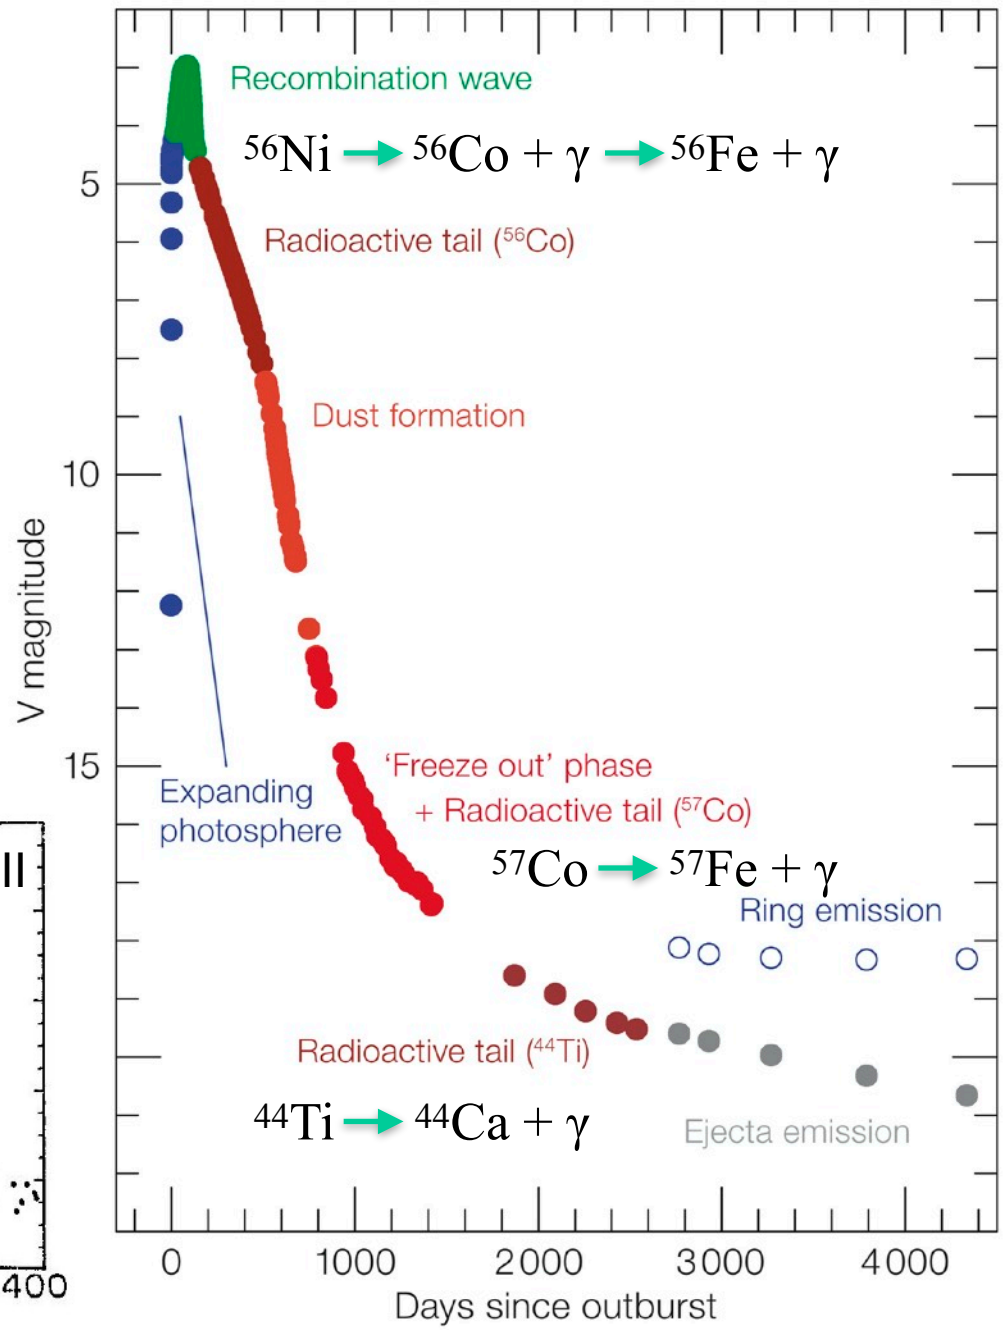 Recombination wave
⁵⁶Ni → ⁵⁶Co + γ → ⁵⁶Fe + γ
5
Radioactive tail (⁵⁶Co)
Dust formation
10
V magnitude
15
'Freeze out' phase
+ Radioactive tail (⁵⁷Co)
Expanding
photosphere
⁵⁷Co → ⁵⁷Fe + γ
II
Ring emission
Radioactive tail (⁴⁴Ti)
⁴⁴Ti → ⁴⁴Ca + γ
Ejecta emission
0 1000 2000 3000 4000
400
Days since outburst